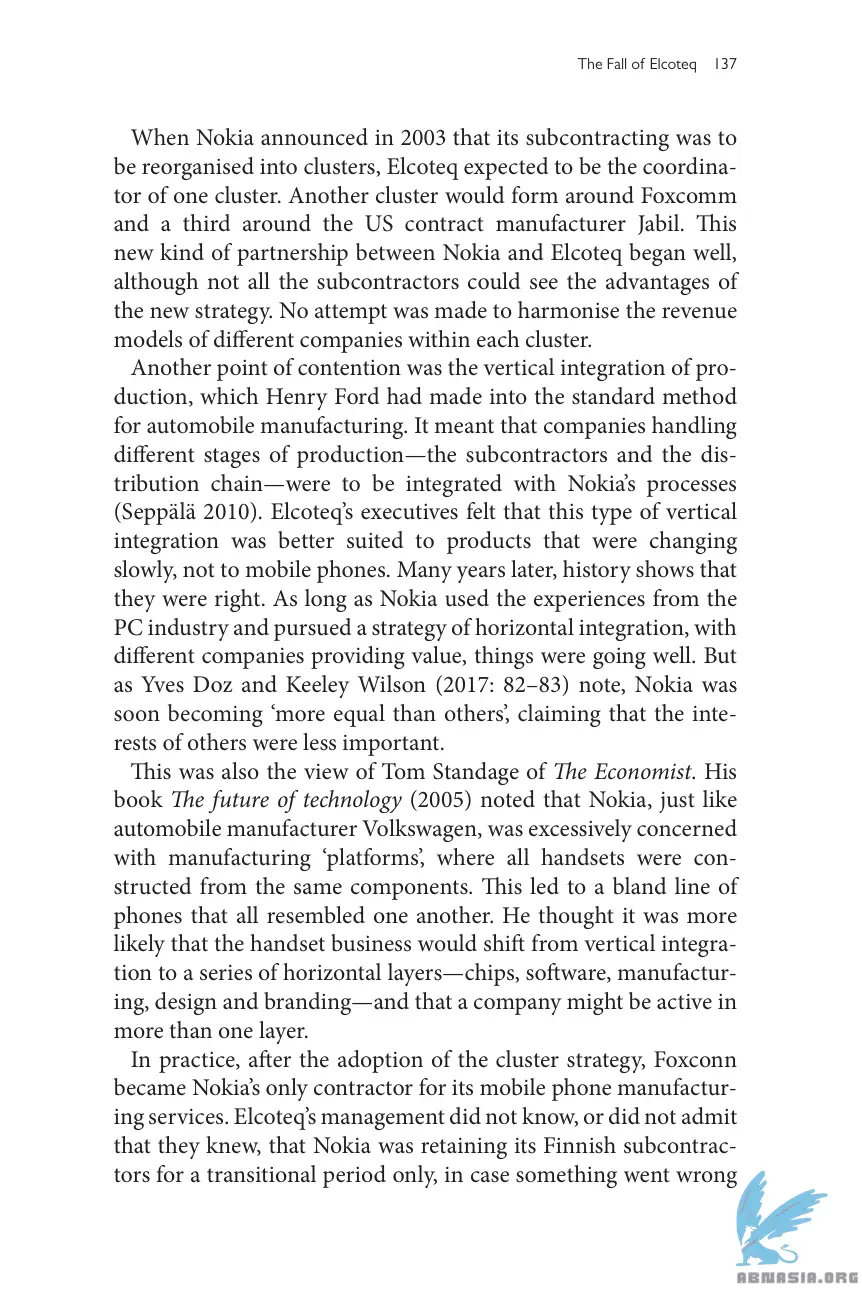 The Fall of Elcoteq 137
When Nokia announced in 2003 that its subcontracting was to
be reorganised into clusters, Elcoteq expected to be the coordina-
tor of one cluster. Another cluster would form around Foxcomm
and a third around the US contract manufacturer Jabil. This
new kind of partnership between Nokia and Elcoteq began well,
although not all the subcontractors could see the advantages of
the new strategy. No attempt was made to harmonise the revenue
models of different companies within each cluster.
Another point of contention was the vertical integration of pro-
duction, which Henry Ford had made into the standard method
for automobile manufacturing. It meant that companies handling
different stages of production—the subcontractors and the dis-
tribution chain—were to be integrated with Nokia’s processes
(Seppälä 2010). Elcoteq’s executives felt that this type of vertical
integration was better suited to products that were changing
slowly, not to mobile phones. Many years later, history shows that
they were right. As long as Nokia used the experiences from the
PC industry and pursued a strategy of horizontal integration, with
different companies providing value, things were going well. But
as Yves Doz and Keeley Wilson (2017: 82–83) note, Nokia was
soon becoming ‘more equal than others’, claiming that the inte-
rests of others were less important.
This was also the view of Tom Standage of The Economist. His
book The future of technology (2005) noted that Nokia, just like
automobile manufacturer Volkswagen, was excessively concerned
with manufacturing ‘platforms’, where all handsets were con-
structed from the same components. This led to a bland line of
phones that all resembled one another. He thought it was more
likely that the handset business would shift from vertical integra-
tion to a series of horizontal layers—chips, software, manufactur-
ing, design and branding—and that a company might be active in
more than one layer.
In practice, after the adoption of the cluster strategy, Foxconn
became Nokia’s only contractor for its mobile phone manufactur-
ing services. Elcoteq’s management did not know, or did not admit
that they knew, that Nokia was retaining its Finnish subcontrac-
tors for a transitional period only, in case something went wrong
ABNASIA.ORG